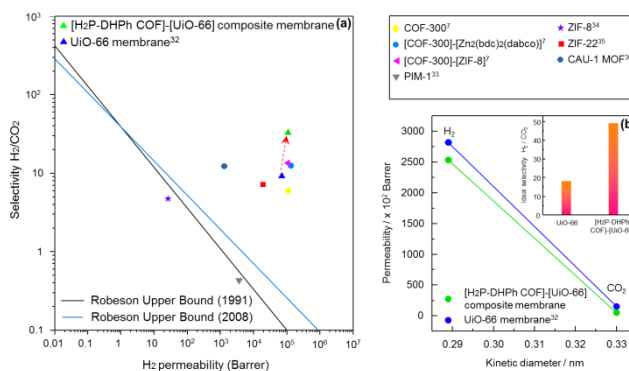 [H₂P-DHPh COF]-[UiO-66] composite membrane (a)
UiO-66 membrane³²
Selectivity H₂/CO₂
10³
10²
10¹
1
0.1
Robeson Upper Bound (1991)
Robeson Upper Bound (2008)
0.01 0.1 1 10 10² 10³ 10⁴ 10⁵ 10⁶ 10⁷
H₂ permeability (Barrer)
COF-300⁷
[COF-300]-[Zn2(bdc)2(dabco)]⁷
[COF-300]-[ZIF-8]⁷
PIM-1³³
ZIF-8³⁴
ZIF-22³⁵
CAU-1 MOF³
(b)
Permeability / x 10² Barrer
3000
2500
2000
1500
1000
500
0
H₂
CO₂
Ideal selectivity H₂ / CO₂
50
40
30
20
10
0
UiO-66
[H₂P-DHPh
COF]-[UiO-66
[H₂P-DHPh COF]-[UiO-66]
composite membrane
UiO-66 membrane³²
0.29 0.30 0.31 0.32 0.33
Kinetic diameter / nm